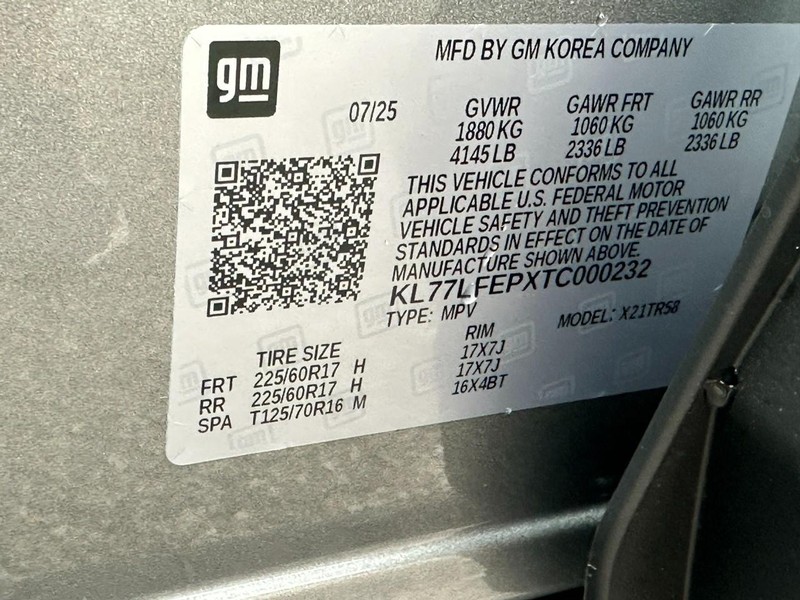 gm
MFD BY GM KOREA COMPANY
07/25
GVWR GAWR FRT GAWR RR
1880 KG 1060 KG 1060 KG
4145 LB 2336 LB 2336 LB
THIS VEHICLE CONFORMS TO ALL
APPLICABLE U.S. FEDERAL MOTOR
VEHICLE SAFETY AND THEFT PREVENTION
STANDARDS IN EFFECT ON THE DATE OF
MANUFACTURE SHOWN ABOVE.
KL77LFEPXTC000232
TYPE: MPV MODEL: X21TR58
TIRE SIZE RIM
FRT 225/60R17 H 17X7J
RR 225/60R17 H 17X7J
SPA T125/70R16 M 16X4BT